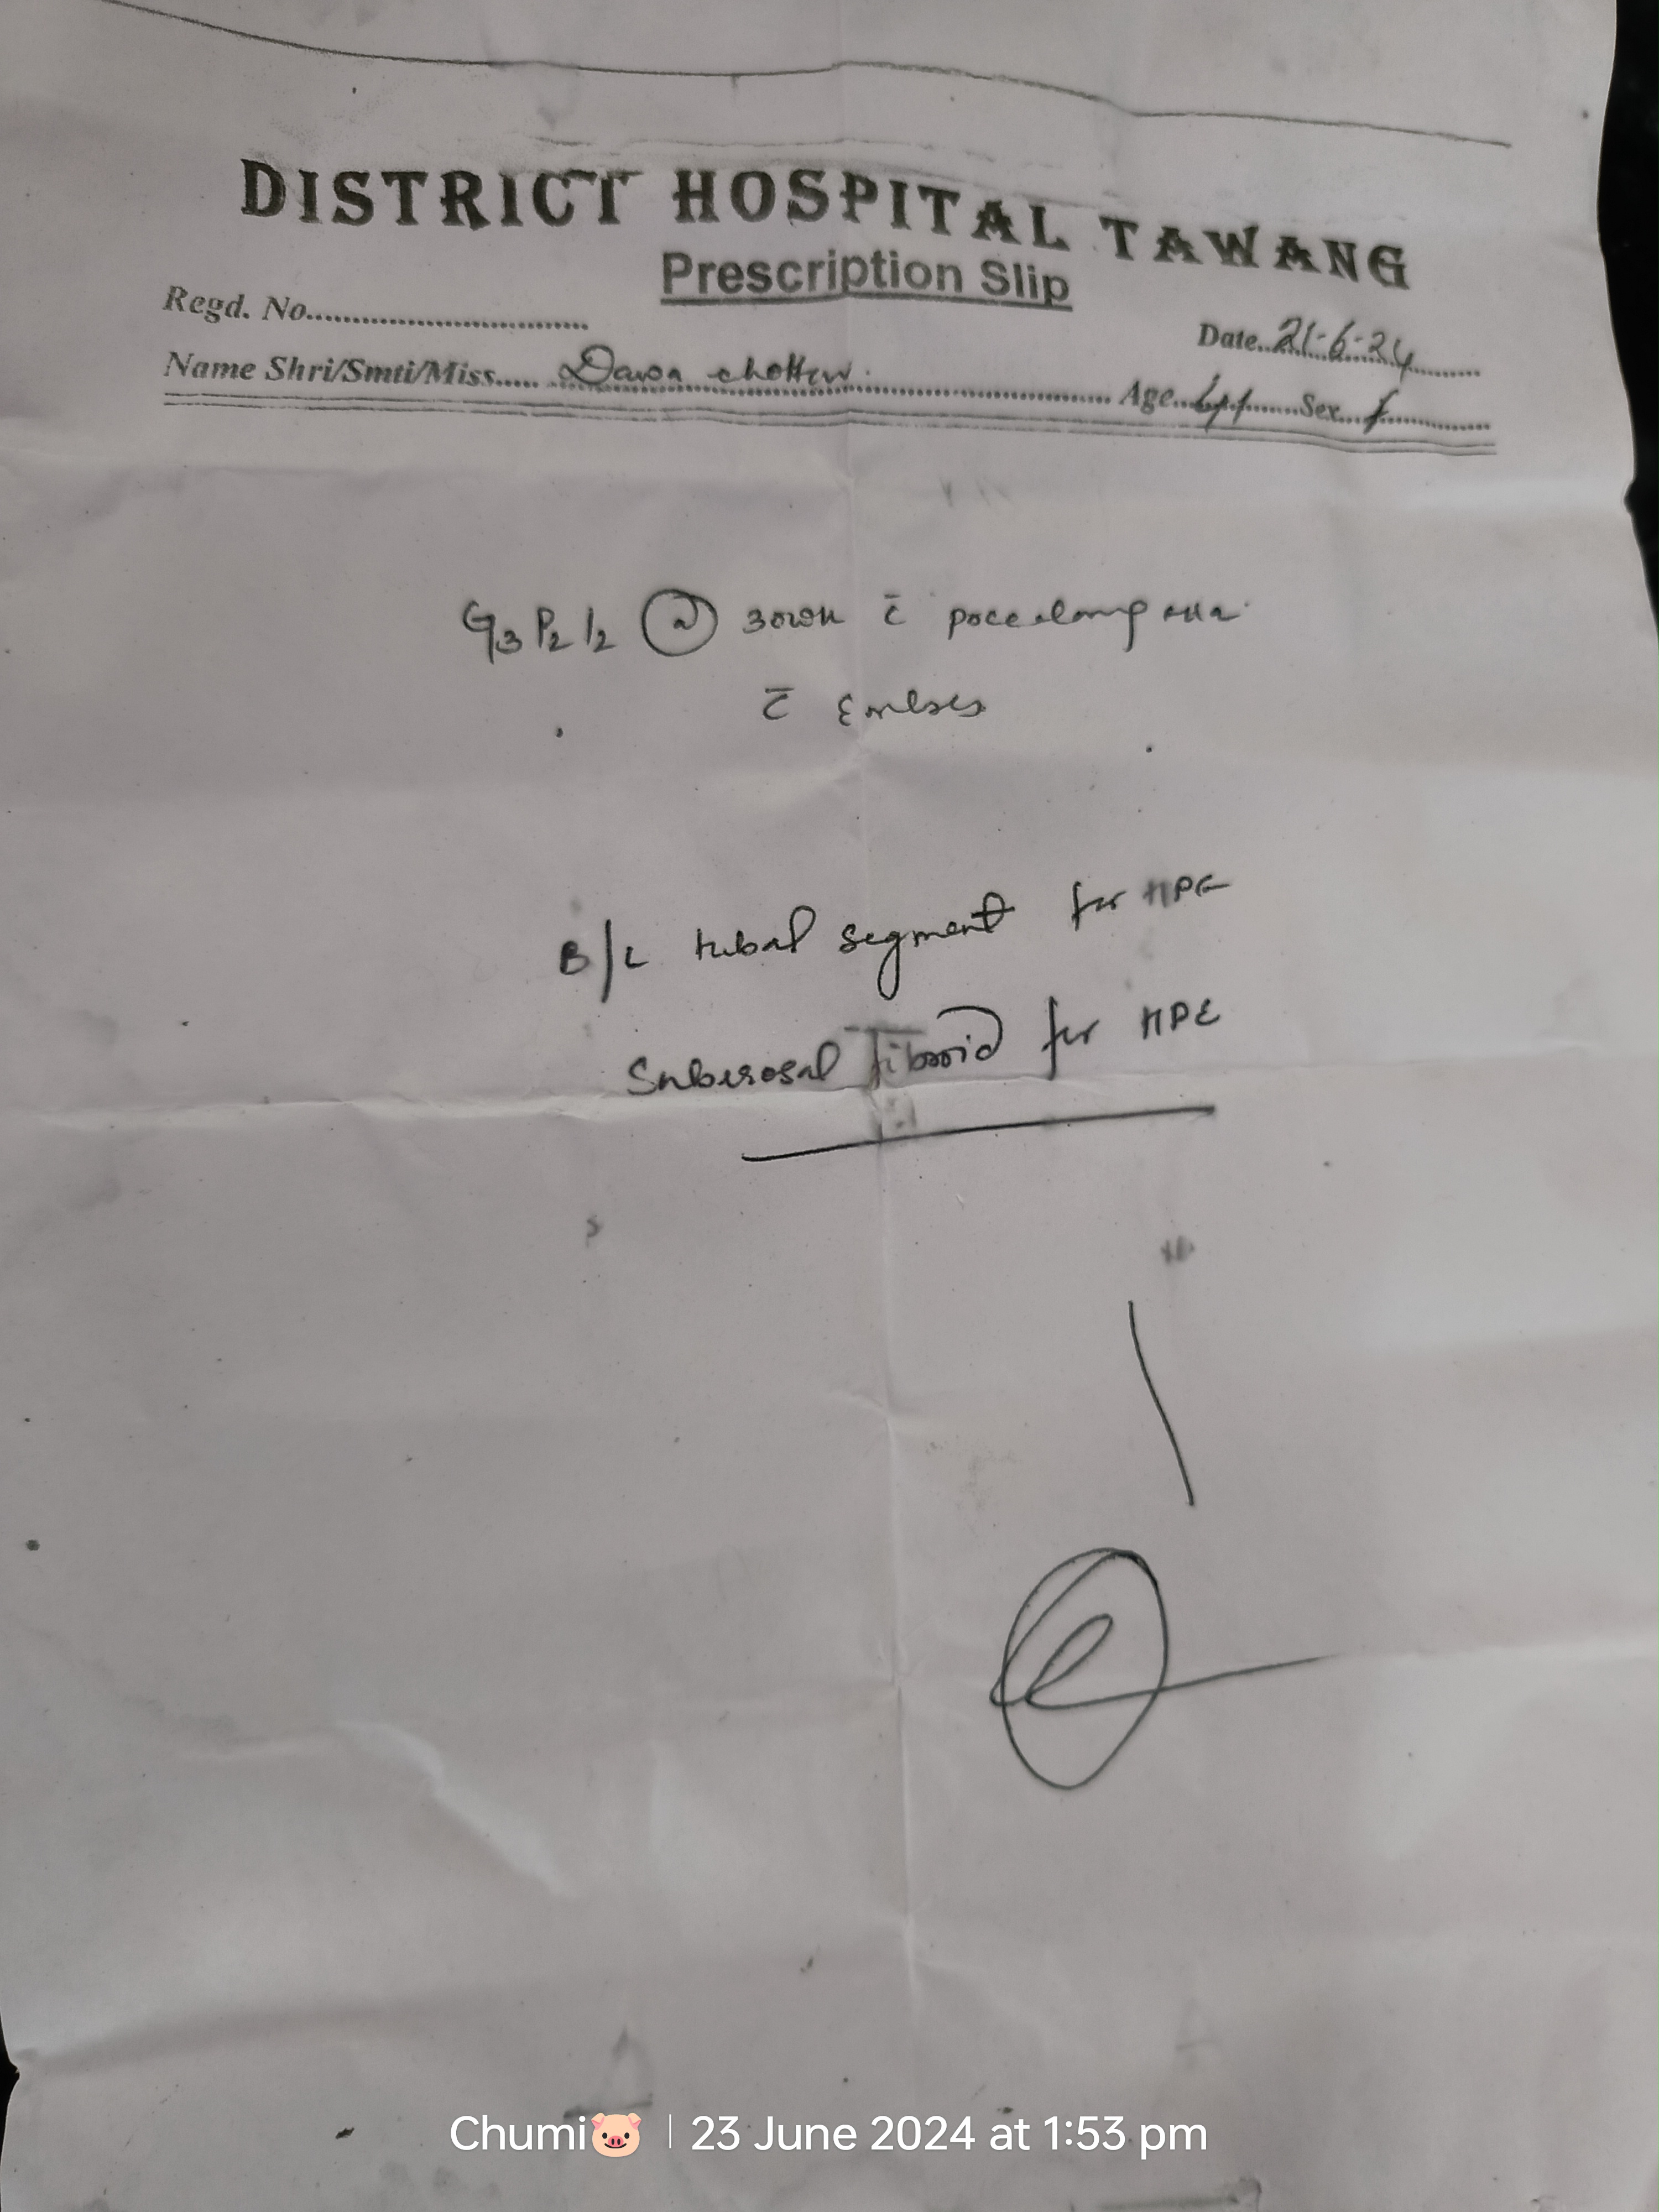 DISTRICT HOSPITAL TAWANG
Prescription Slip
Regd. No..............................
Date..21-6-24
Name Shri/Smti/Miss..... Dawa Age........Sex...f
G3 P2 L2 @ 30wk c̄
c̄
B/L tubal segment for HPE
Subserosal fibroid for HPE
Chumi🐷 | 23 June 2024 at 1:53 pm